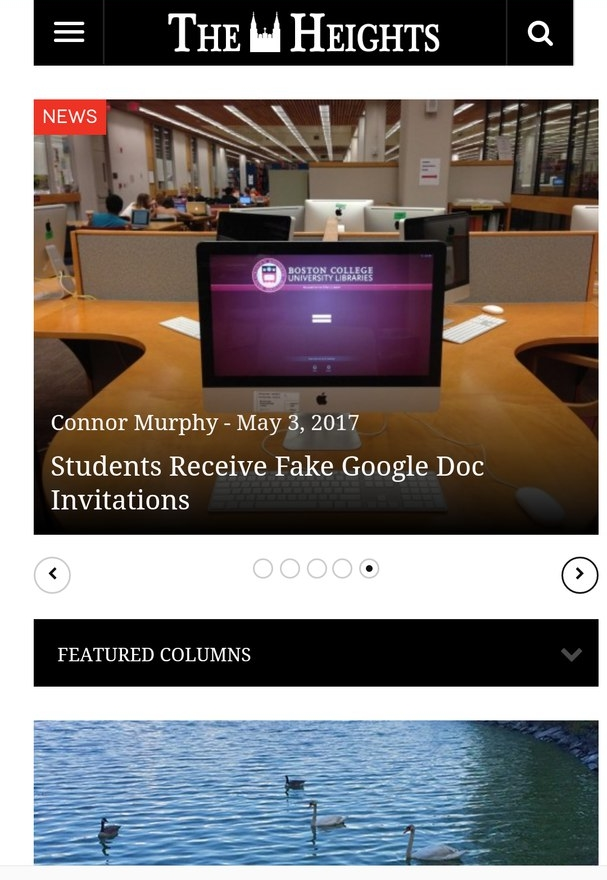 THE HEIGHTS
NEWS
BOSTON COLLEGE
UNIVERSITY LIBRARIES
Connor Murphy - May 3, 2017
Students Receive Fake Google Doc
Invitations
FEATURED COLUMNS